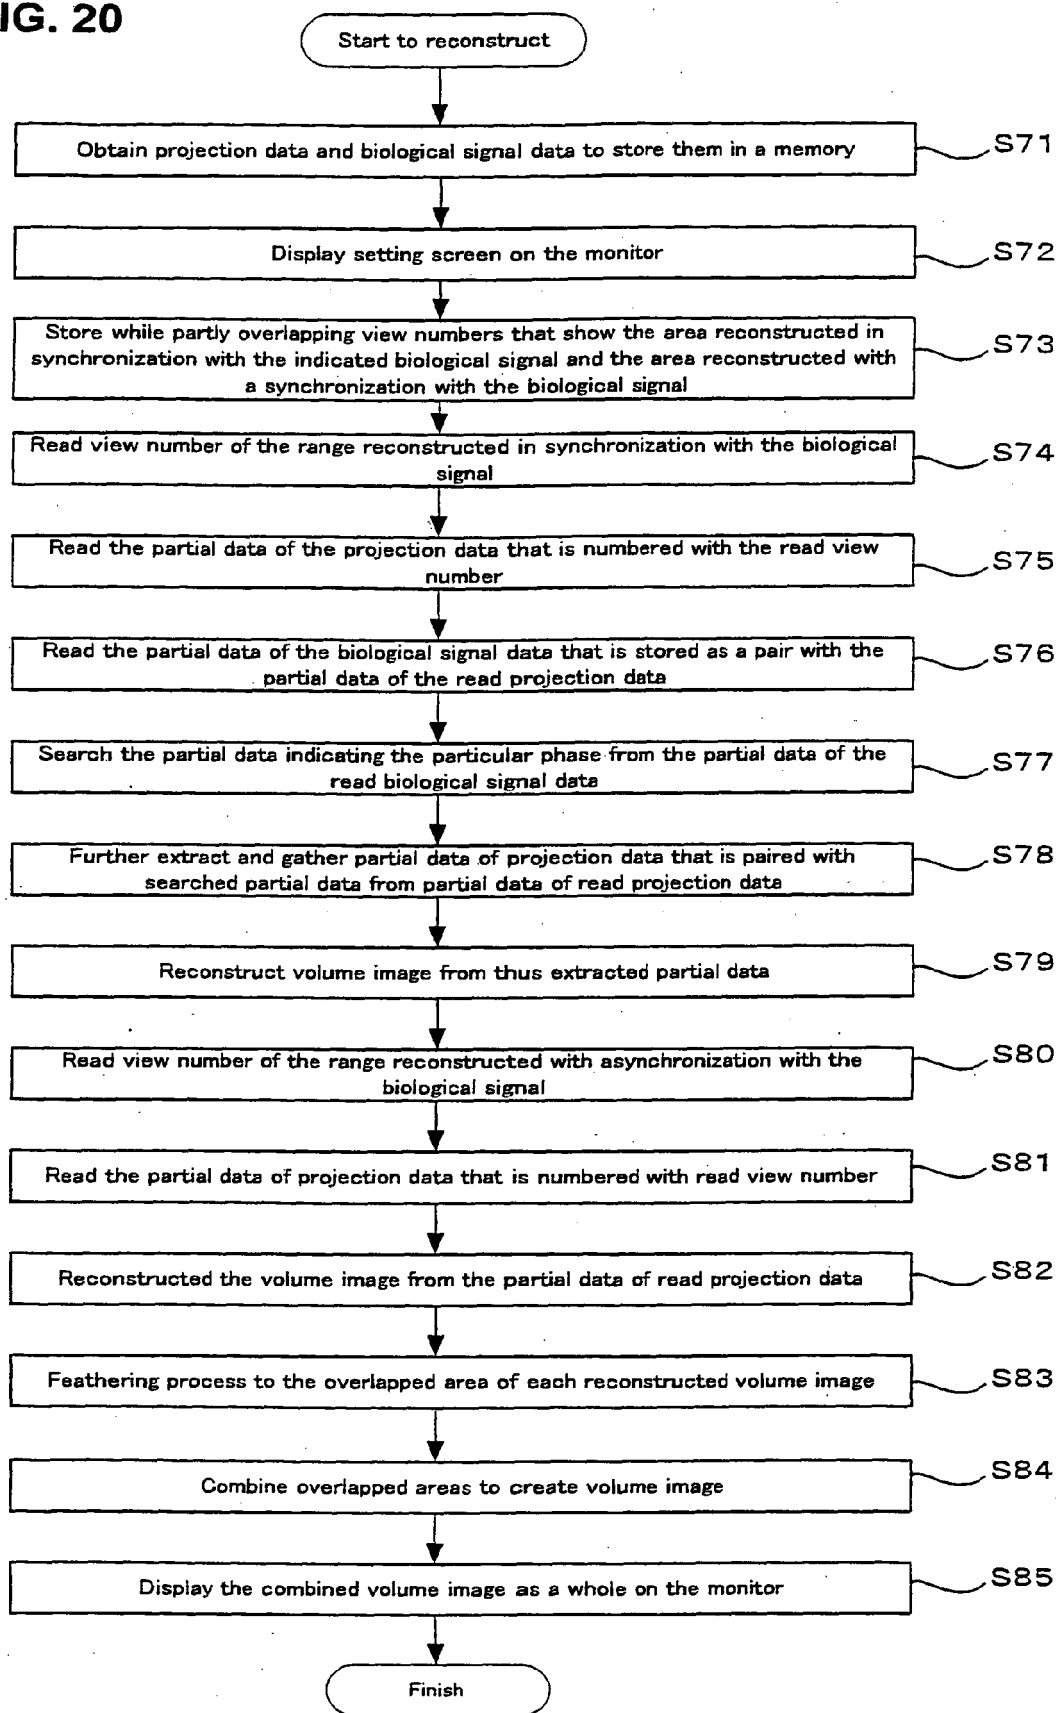 IG. 20
Start to reconstruct
Obtain projection data and biological signal data to store them in a memory
S71
Display setting screen on the monitor
S72
Store while partly overlapping view numbers that show the area reconstructed in
synchronization with the indicated biological signal and the area reconstructed with
a synchronization with the biological signal
S73
Read view number of the range reconstructed in synchronization with the biological
signal
S74
Read the partial data of the projection data that is numbered with the read view
number
S75
Read the partial data of the biological signal data that is stored as a pair with the
partial data of the read projection data
S76
Search the partial data indicating the particular phase from the partial data of the
read biological signal data
S77
Further extract and gather partial data of projection data that is paired with
searched partial data from partial data of read projection data
S78
Reconstruct volume image from thus extracted partial data
S79
Read view number of the range reconstructed with asynchronization with the
biological signal
S80
Read the partial data of projection data that is numbered with read view number
S81
Reconstructed the volume image from the partial data of read projection data
S82
Feathering process to the overlapped area of each reconstructed volume image
S83
Combine overlapped areas to create volume image
S84
Display the combined volume image as a whole on the monitor
S85
Finish